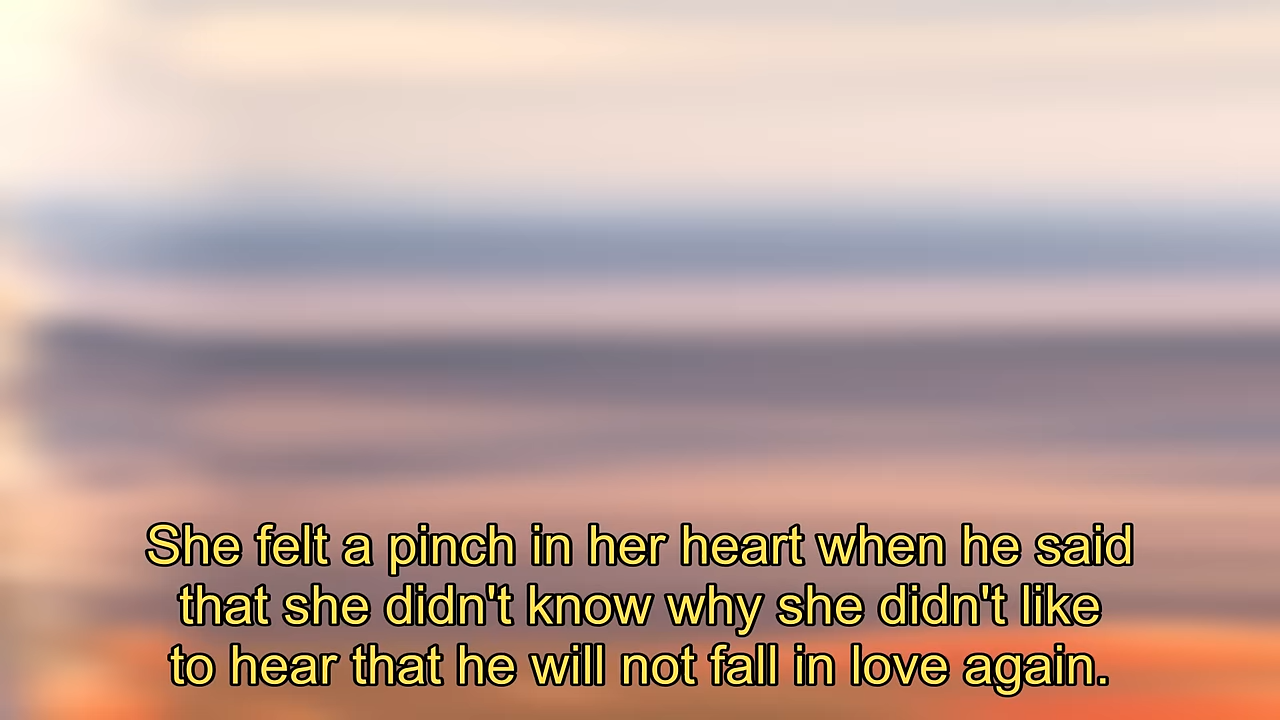 She felt a pinch in her heart when he said
that she didn't know why she didn't like
to hear that he will not fall in love again.